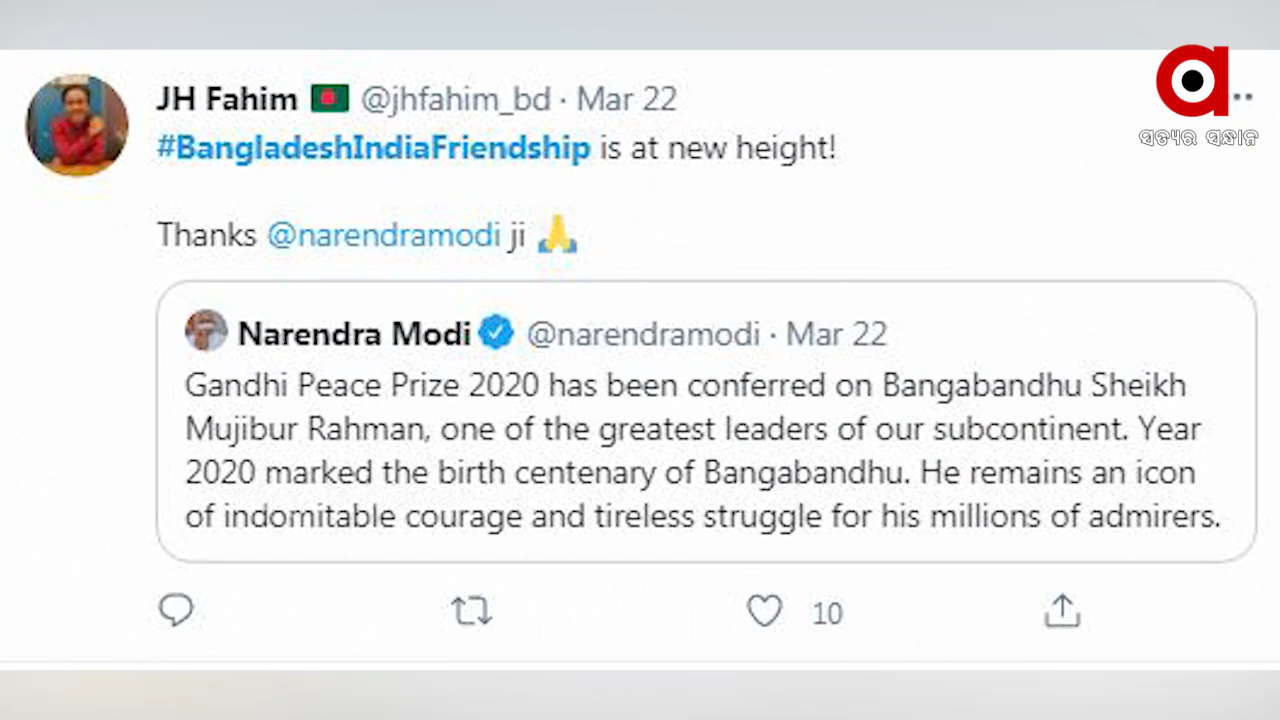 JH Fahim @jhfahim_bd · Mar 22
#BangladeshIndiaFriendship is at new height!
Thanks @narendramodi ji
Narendra Modi @narendramodi · Mar 22
Gandhi Peace Prize 2020 has been conferred on Bangabandhu Sheikh
Mujibur Rahman, one of the greatest leaders of our subcontinent. Year
2020 marked the birth centenary of Bangabandhu. He remains an icon
of indomitable courage and tireless struggle for his millions of admirers.
10
a
ସତ୍ୟର ସନ୍ଧାନ